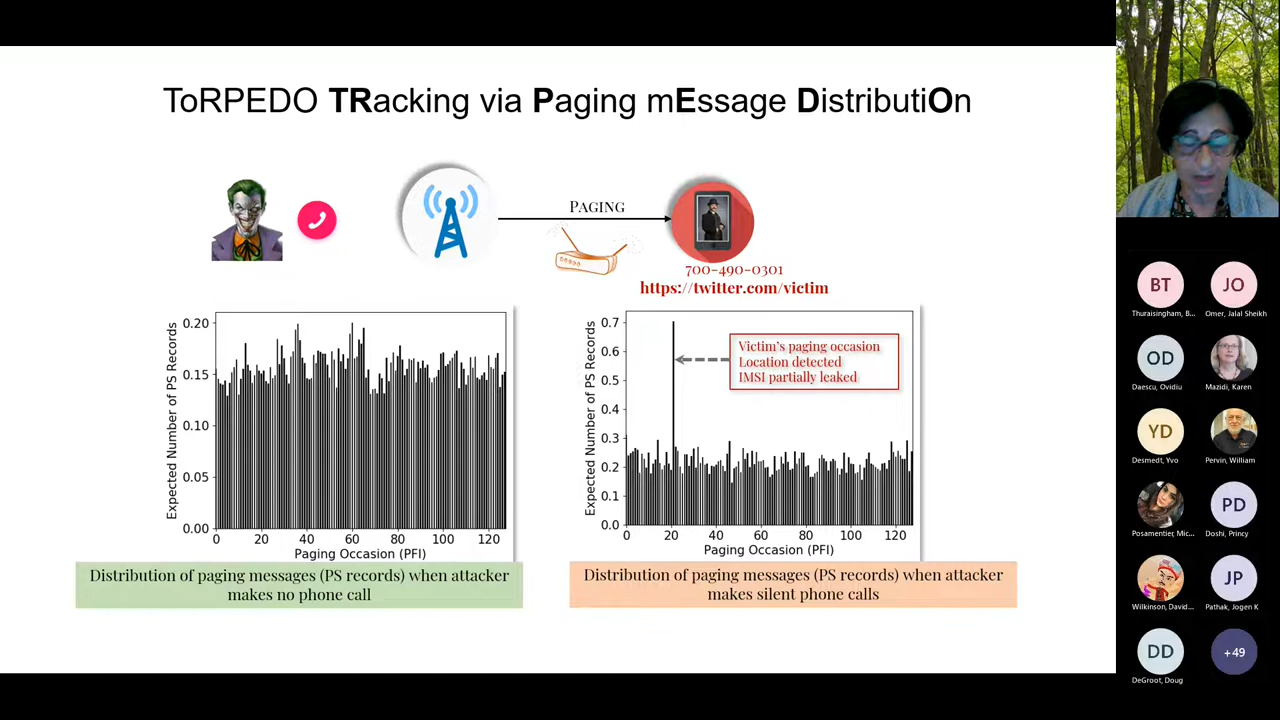 ToRPEDO TRacking via Paging mEssage DistributiOn
PAGING
700-490-0301
https://twitter.com/victim
Expected Number of PS Records
0.20
0.15
0.10
0.05
0.00
0 20 40 60 80 100 120
Paging Occasion (PFI)
Distribution of paging messages (PS records) when attacker
makes no phone call
Expected Number of PS Records
0.7
0.6
0.5
0.4
0.3
0.2
0.1
0.0
0 20 40 60 80 100 120
Paging Occasion (PFI)
Victim's paging occasion
Location detected
IMSI partially leaked
Distribution of paging messages (PS records) when attacker
makes silent phone calls
BT
Thuraisingham, B...
JO
Omer, Jalal Sheikh
OD
Daescu, Ovidiu
Mazidi, Karen
YD
Desmedt, Yvo
Pervin, William
Posamentier, Mic...
PD
Doshi, Princy
Wilkinson, David...
JP
Pathak, Jogen K
DD
DeGroot, Doug
+49